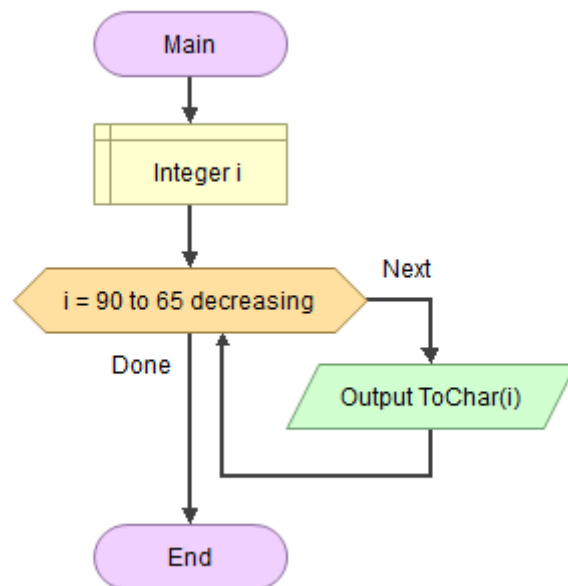 Main
Integer i
i = 90 to 65 decreasing
Next
Done
Output ToChar(i)
End